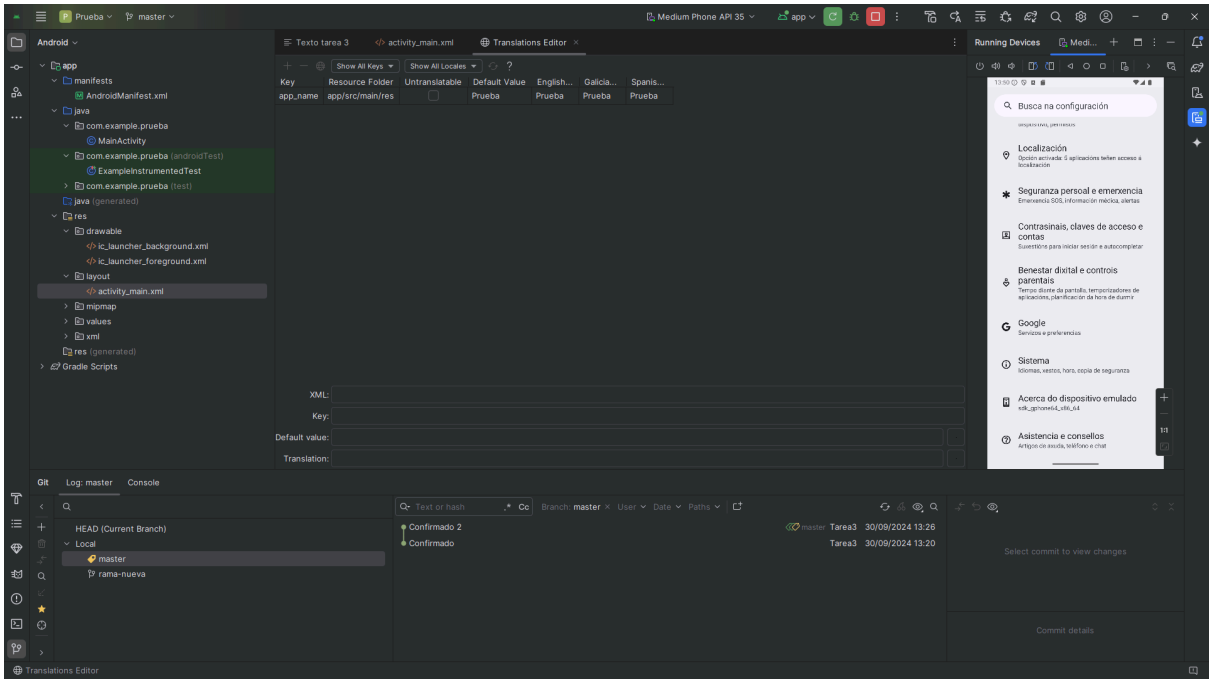 P Prueba master
Medium Phone API 35 app
Android
Texto tarea 3 activity_main.xml Translations Editor
Running Devices Medi...
app
manifests
AndroidManifest.xml
java
com.example.prueba
MainActivity
com.example.prueba (androidTest)
ExampleInstrumentedTest
com.example.prueba (test)
java (generated)
res
drawable
ic_launcher_background.xml
ic_launcher_foreground.xml
layout
activity_main.xml
mipmap
values
xml
res (generated)
Gradle Scripts
Show All Keys Show All Locales ?
Key Resource Folder Untranslatable Default Value English... Galicia... Spanis...
app_name app/src/main/res Prueba Prueba Prueba Prueba
XML:
Key:
Default value:
Translation:
13:50
Busca na configuración
dispositivo, permisos
Localización
Opción activada: 5 aplicacións teñen acceso á
localización
Seguranza persoal e emerxencia
Emerxencia SOS, información médica, alertas
Contrasinais, claves de acceso e
contas
Suxestións para iniciar sesión e autocompletar
Benestar dixital e controis
parentais
Tempo diante da pantalla, temporizadores de
aplicacións, planificación da hora de durmir
Google
Servizos e preferencias
Sistema
Idiomas, xestos, hora, copia de seguranza
Acerca do dispositivo emulado
sdk_gphone64_x86_64
Asistencia e consellos
Artigos de axuda, teléfono e chat
1:1
Git Log: master Console
Text or hash .* Cc Branch: master User Date Paths
HEAD (Current Branch)
Local
master
rama-nueva
Confirmado 2 master Tarea3 30/09/2024 13:26
Confirmado Tarea3 30/09/2024 13:20
Select commit to view changes
Commit details
Translations Editor